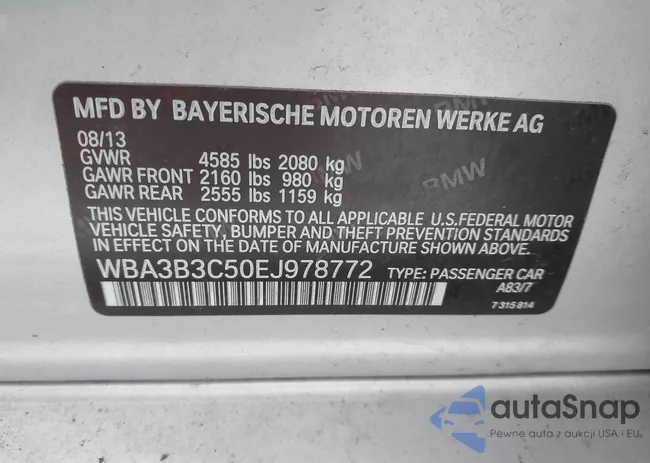 MFD BY BAYERISCHE MOTOREN WERKE AG
08/13
GVWR 4585 lbs 2080 kg
GAWR FRONT 2160 lbs 980 kg
GAWR REAR 2555 lbs 1159 kg
THIS VEHICLE CONFORMS TO ALL APPLICABLE U.S.FEDERAL MOTOR
VEHICLE SAFETY, BUMPER AND THEFT PREVENTION STANDARDS
IN EFFECT ON THE DATE OF MANUFACTURE SHOWN ABOVE.
WBA3B3C50EJ978772 TYPE: PASSENGER CAR
A83/7
7315814
BMW
BMW
autoSnap
Pewne auta z aukcji USA i EU